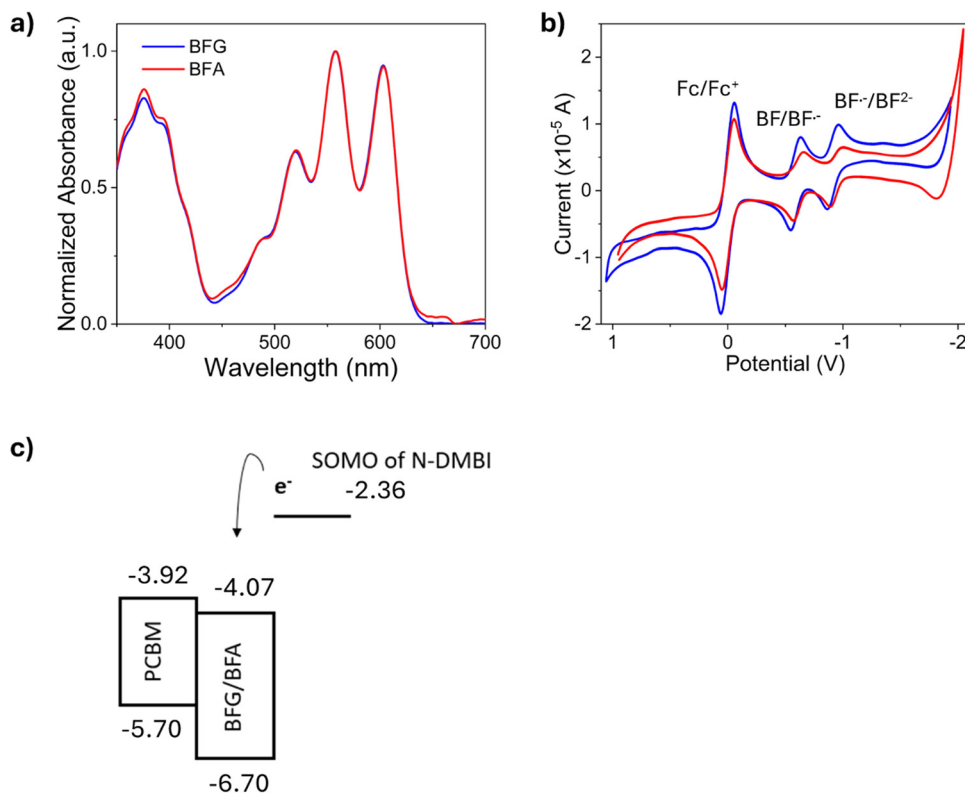 a)
Normalized Absorbance (a.u.)
1.0
0.5
0.0
BFG
BFA
400
500
600
700
Wavelength (nm)
b)
Current (x10⁻⁵ A)
2
1
0
-1
-2
Fc/Fc⁺
BF/BF·⁻
BF·⁻/BF²⁻
1
0
-1
-2
Potential (V)
c)
SOMO of N-DMBI
e⁻
-2.36
-3.92
-4.07
PCBM
BFG/BFA
-5.70
-6.70